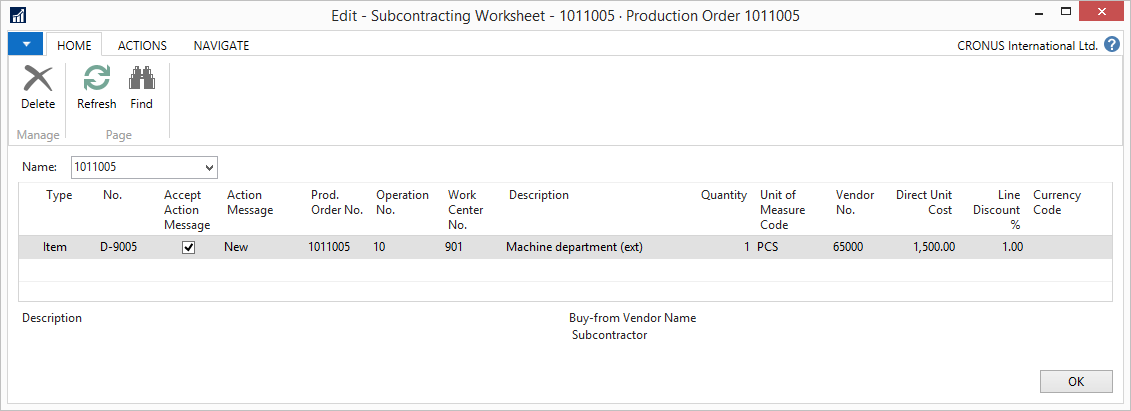 Edit - Subcontracting Worksheet - 1011005 · Production Order 1011005
HOME ACTIONS NAVIGATE CRONUS International Ltd. ?
Delete Refresh Find
Manage Page
Name: 1011005
Type No. Accept Action Message Action Message Prod. Order No. Operation No. Work Center No. Description Quantity Unit of Measure Code Vendor No. Direct Unit Cost Line Discount % Currency Code
Item D-9005 New 1011005 10 901 Machine department (ext) 1 PCS 65000 1,500.00 1.00
Description Buy-from Vendor Name
Subcontractor
OK